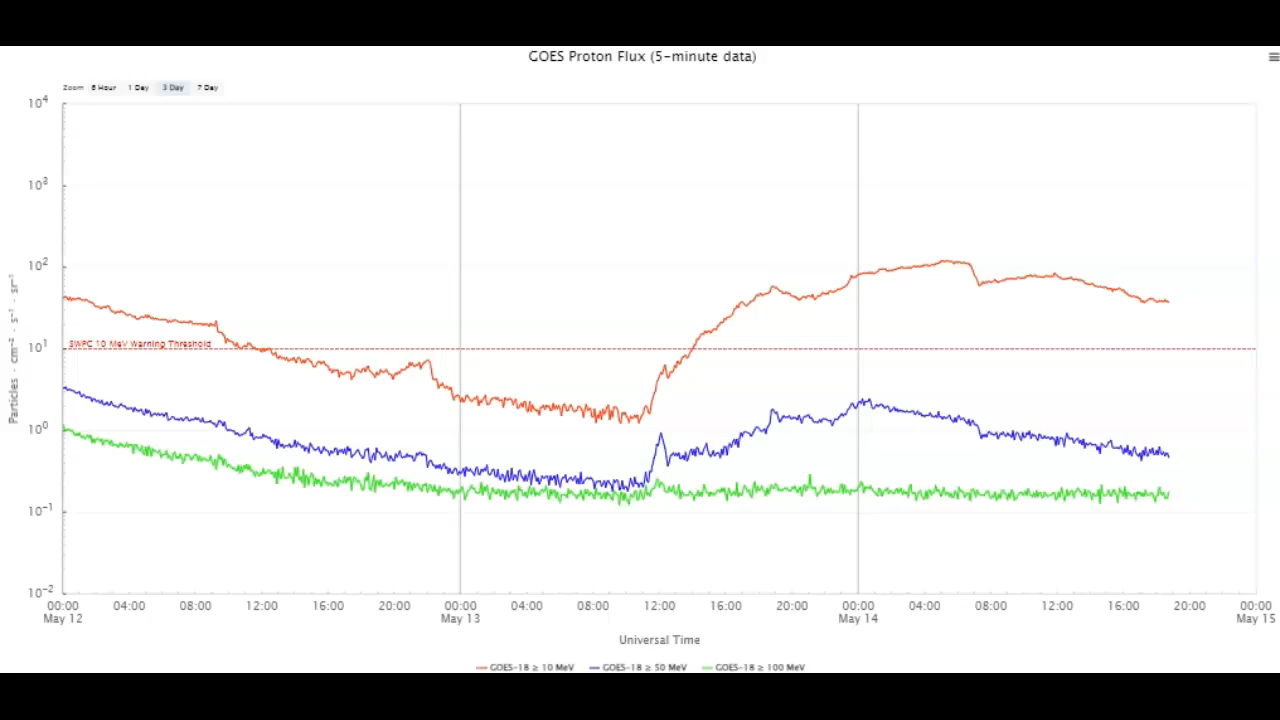 GOES Proton Flux (5-minute data)
Zoom 6 Hour 1 Day 3 Day 7 Day
10⁴
10³
10²
10¹
10⁰
10⁻¹
10⁻²
Particles · cm⁻² · s⁻¹ · sr⁻¹
SWPC 10 MeV Warning Threshold
00:00 04:00 08:00 12:00 16:00 20:00 00:00 04:00 08:00 12:00 16:00 20:00 00:00 04:00 08:00 12:00 16:00 20:00 00:00
May 12 May 13 May 14 May 15
Universal Time
GOES-18 ≥ 10 MeV GOES-18 ≥ 50 MeV GOES-18 ≥ 100 MeV